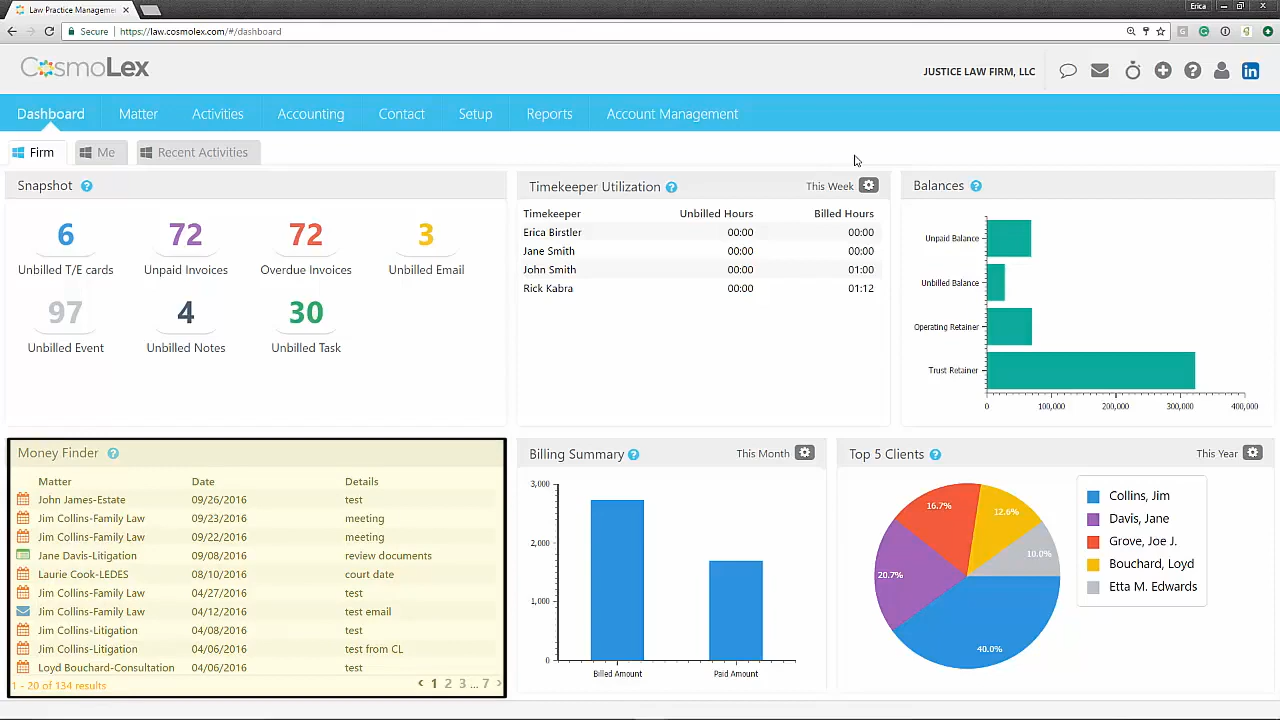 Law Practice Management
Erica
Secure https://law.cosmolex.com/#/dashboard
CosmoLex
JUSTICE LAW FIRM, LLC
Dashboard Matter Activities Accounting Contact Setup Reports Account Management
Firm Me Recent Activities
Snapshot
6 72 72 3
Unbilled T/E cards Unpaid Invoices Overdue Invoices Unbilled Email
97 4 30
Unbilled Event Unbilled Notes Unbilled Task
Timekeeper Utilization This Week
Timekeeper Unbilled Hours Billed Hours
Erica Birstler 00:00 00:00
Jane Smith 00:00 00:00
John Smith 00:00 01:00
Rick Kabra 00:00 01:12
Balances
Unpaid Balance
Unbilled Balance
Operating Retainer
Trust Retainer
0 100,000 200,000 300,000 400,000
Money Finder
Matter Date Details
John James-Estate 09/26/2016 test
Jim Collins-Family Law 09/23/2016 meeting
Jim Collins-Family Law 09/22/2016 meeting
Jane Davis-Litigation 09/08/2016 review documents
Laurie Cook-LEDES 08/10/2016 court date
Jim Collins-Family Law 04/27/2016 test
Jim Collins-Family Law 04/12/2016 test email
Jim Collins-Litigation 04/08/2016 test
Jim Collins-Litigation 04/06/2016 test from CL
Loyd Bouchard-Consultation 04/06/2016 test
1 - 20 of 134 results < 1 2 3 ... 7 >
Billing Summary This Month
3,000
2,000
1,000
0
Billed Amount Paid Amount
Top 5 Clients This Year
16.7%
12.6%
10.0%
20.7%
40.0%
Collins, Jim
Davis, Jane
Grove, Joe J.
Bouchard, Loyd
Etta M. Edwards